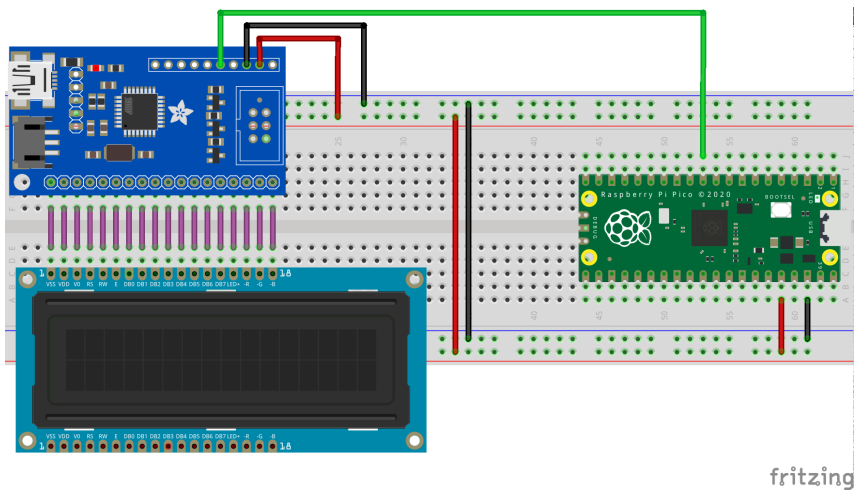 25
30
40
45
50
55
60
J
I
H
G
F
E
D
C
B
A
Raspberry Pi Pico ©2020
BOOTSEL
LED
USB
DEBUG
1
18
VSS VDD V0 RS RW E DB0 DB1 DB2 DB3 DB4 DB5 DB6 DB7 LED+ -R -G -B
40
45
50
55
60
VSS VDD V0 RS RW E DB0 DB1 DB2 DB3 DB4 DB5 DB6 DB7 LED+ -R -G -B
1
18
fritzing